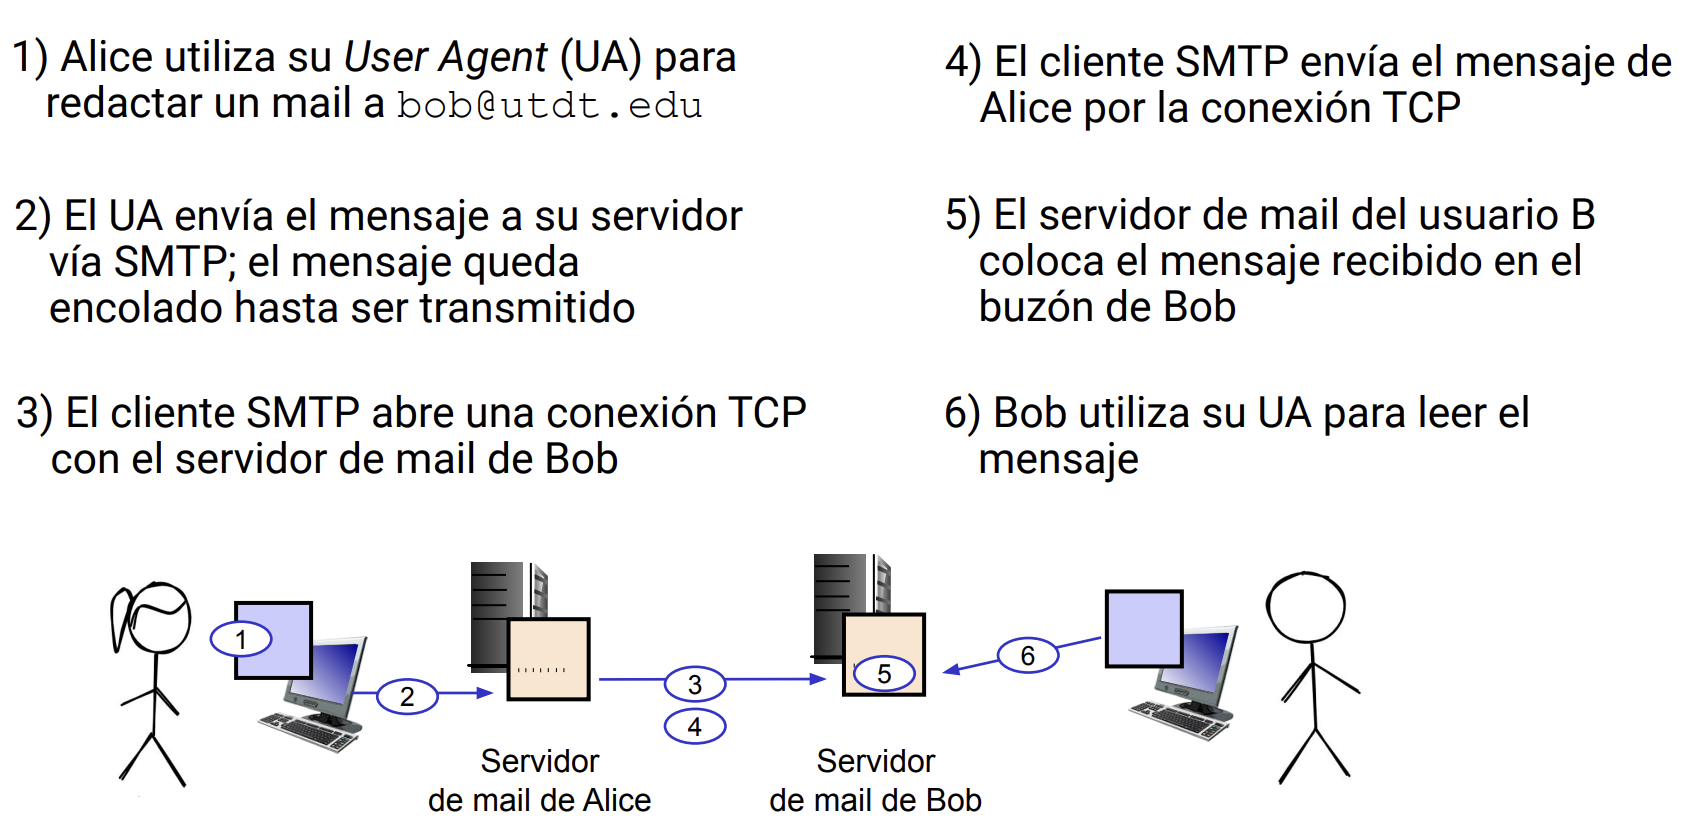 1) Alice utiliza su User Agent (UA) para
redactar un mail a bob@utdt.edu
2) El UA envía el mensaje a su servidor
vía SMTP; el mensaje queda
encolado hasta ser transmitido
3) El cliente SMTP abre una conexión TCP
con el servidor de mail de Bob
4) El cliente SMTP envía el mensaje de
Alice por la conexión TCP
5) El servidor de mail del usuario B
coloca el mensaje recibido en el
buzón de Bob
6) Bob utiliza su UA para leer el
mensaje
1
2
3
4
5
6
Servidor
de mail de Alice
Servidor
de mail de Bob